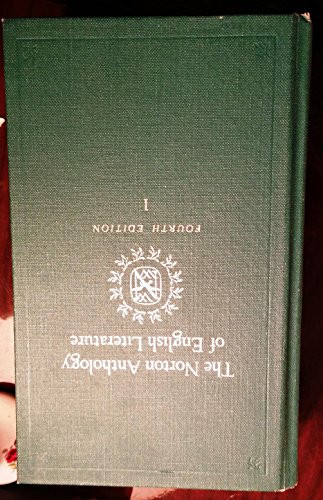 The Norton Anthology
of English Literature
FOURTH EDITION
I